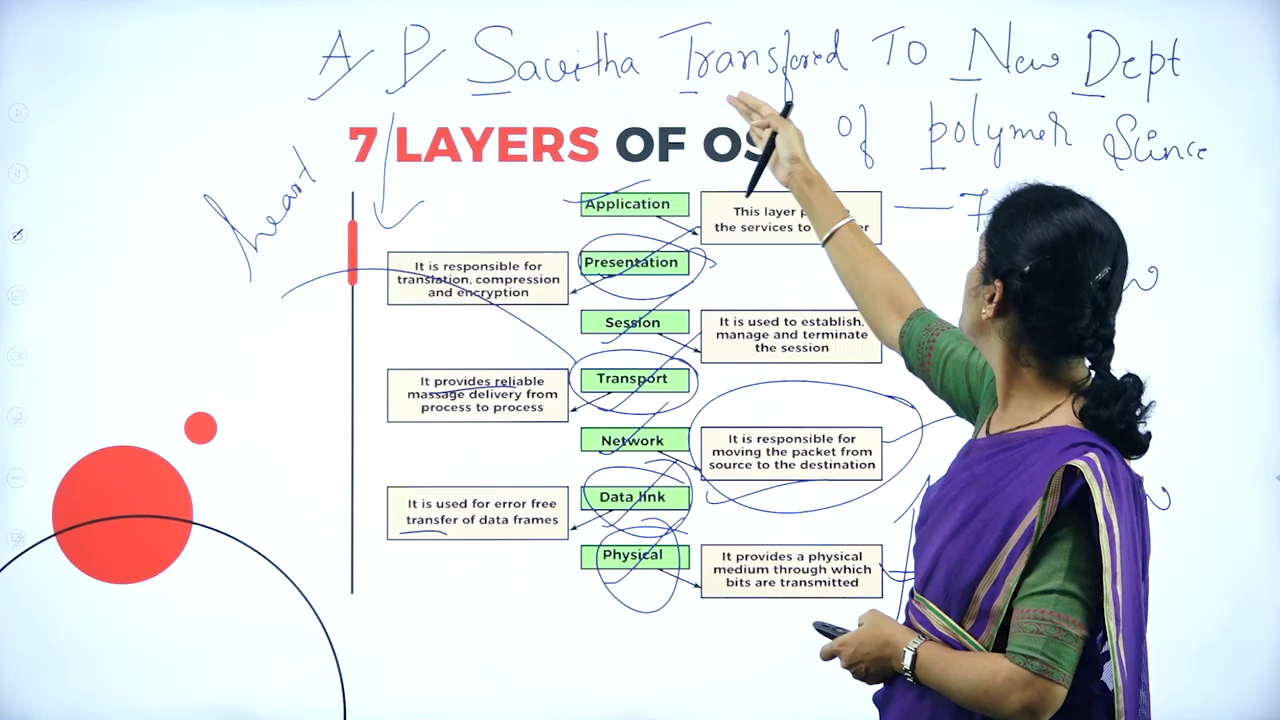 A P Savitha Transferred To New Dept
of polymer Science
7 LAYERS OF OS
heart
Application
This layer
the services to
7
Presentation
It is responsible for
translation, compression
and encryption
Session
It is used to establish,
manage and terminate
the session
Transport
It provides reliable
massage delivery from
process to process
Network
It is responsible for
moving the packet from
source to the destination
Data link
It is used for error free
transfer of data frames
Physical
It provides a physical
medium through which
bits are transmitted